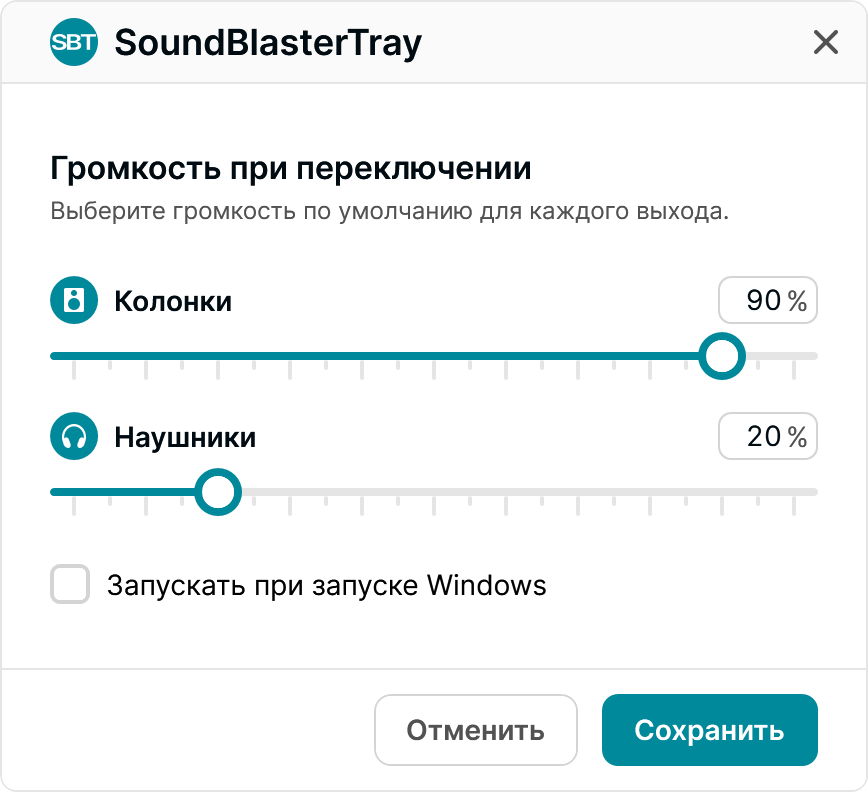 SBT SoundBlasterTray
Громкость при переключении
Выберите громкость по умолчанию для каждого выхода.
Колонки 90 %
Наушники 20 %
Запускать при запуске Windows
Отменить Сохранить